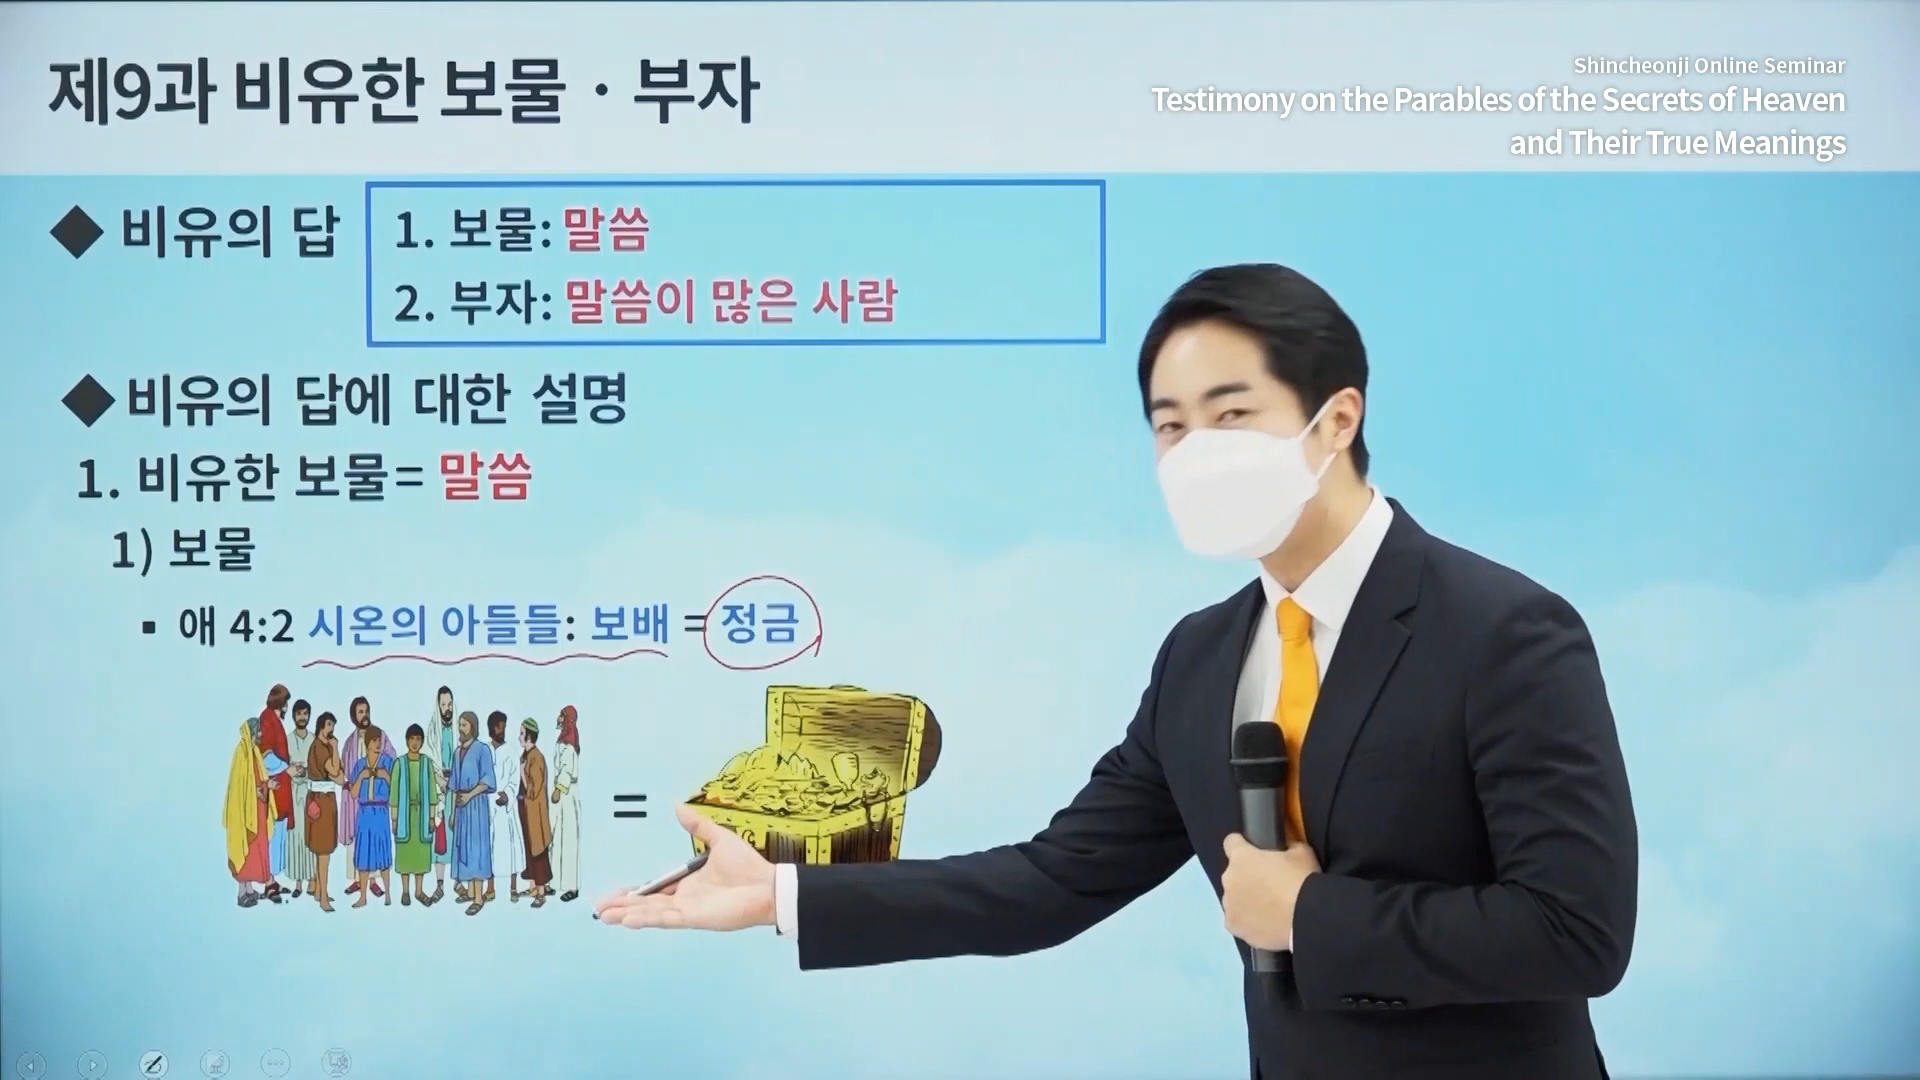 제9과 비유한 보물 · 부자
Shincheonji Online Seminar
Testimony on the Parables of the Secrets of Heaven
and Their True Meanings
◆ 비유의 답
1. 보물: 말씀
2. 부자: 말씀이 많은 사람
◆ 비유의 답에 대한 설명
1. 비유한 보물= 말씀
1) 보물
▪ 애 4:2 시온의 아들들: 보배 = 정금
=